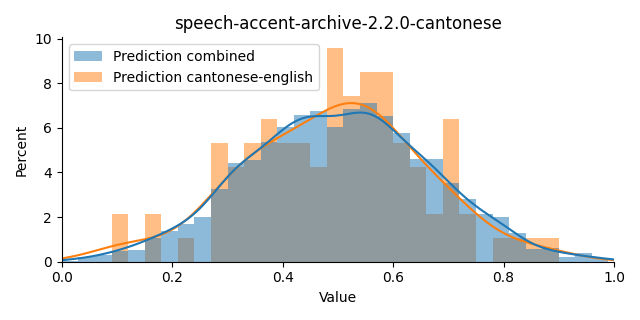 speech-accent-archive-2.2.0-cantonese
Prediction combined
Prediction cantonese-english
Percent
10
8
6
4
2
0
0.0 0.2 0.4 0.6 0.8 1.0
Value